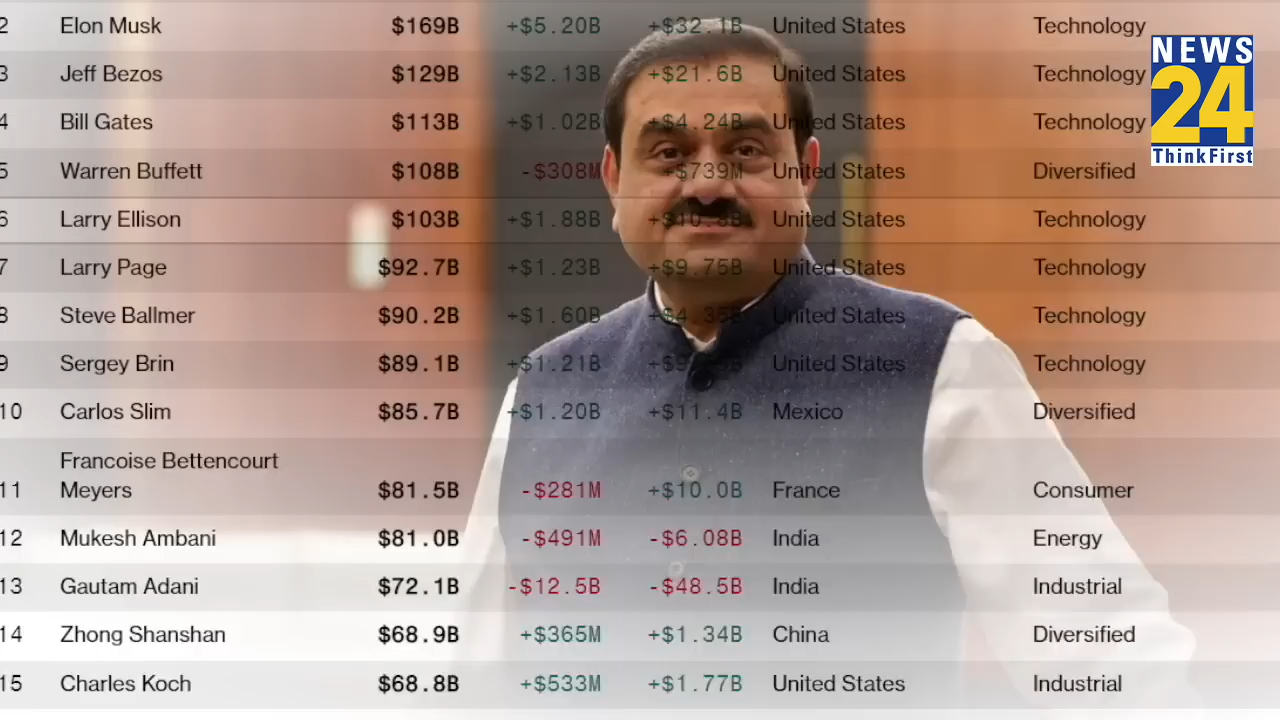 2 Elon Musk $169B +$5.20B +$32.1B United States Technology
3 Jeff Bezos $129B +$2.13B +$21.6B United States Technology
4 Bill Gates $113B +$1.02B +$4.24B United States Technology
5 Warren Buffett $108B -$308M +$739M United States Diversified
6 Larry Ellison $103B +$1.88B United States Technology
7 Larry Page $92.7B +$1.23B +$9.75B United States Technology
8 Steve Ballmer $90.2B +$1.60B United States Technology
9 Sergey Brin $89.1B +$1.21B United States Technology
10 Carlos Slim $85.7B +$1.20B +$11.4B Mexico Diversified
Francoise Bettencourt
11 Meyers $81.5B -$281M +$10.0B France Consumer
12 Mukesh Ambani $81.0B -$491M -$6.08B India Energy
13 Gautam Adani $72.1B -$12.5B -$48.5B India Industrial
14 Zhong Shanshan $68.9B +$365M +$1.34B China Diversified
15 Charles Koch $68.8B +$533M +$1.77B United States Industrial
NEWS
24
ThinkFirst